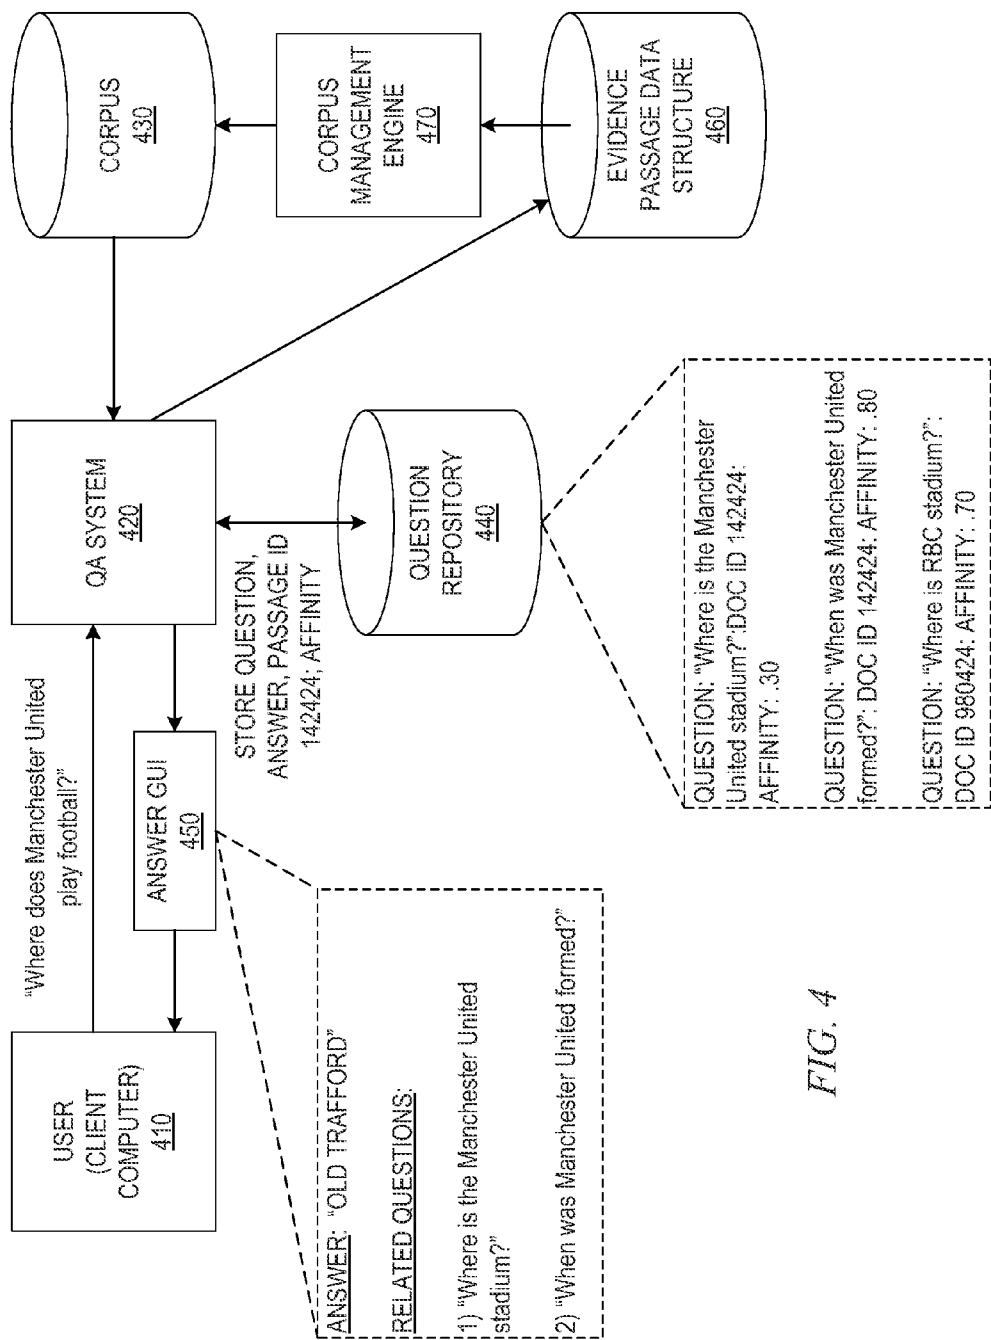 USER
(CLIENT
COMPUTER)
410
"Where does Manchester United
play football?"
ANSWER GUI
450
QA SYSTEM
420
CORPUS
430
CORPUS
MANAGEMENT
ENGINE
470
EVIDENCE
PASSAGE DATA
STRUCTURE
460
STORE QUESTION,
ANSWER, PASSAGE ID
142424; AFFINITY
QUESTION
REPOSITORY
440
ANSWER: "OLD TRAFFORD"
RELATED QUESTIONS:
1) "Where is the Manchester United
stadium?"
2) "When was Manchester United formed?"
QUESTION: "Where is the Manchester
United stadium?":DOC ID 142424:
AFFINITY: .30
QUESTION: "When was Manchester United
formed?": DOC ID 142424: AFFINITY: .80
QUESTION: "Where is RBC stadium?":
DOC ID 980424: AFFINITY: .70
FIG. 4